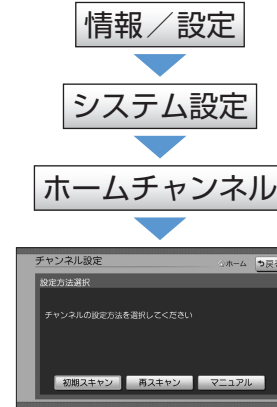 情報／設定
システム設定
ホームチャンネル
チャンネル設定
ホーム
設定方法選択
チャンネルの設定方法を選択してください
初期スキャン
再スキャン
マニュアル